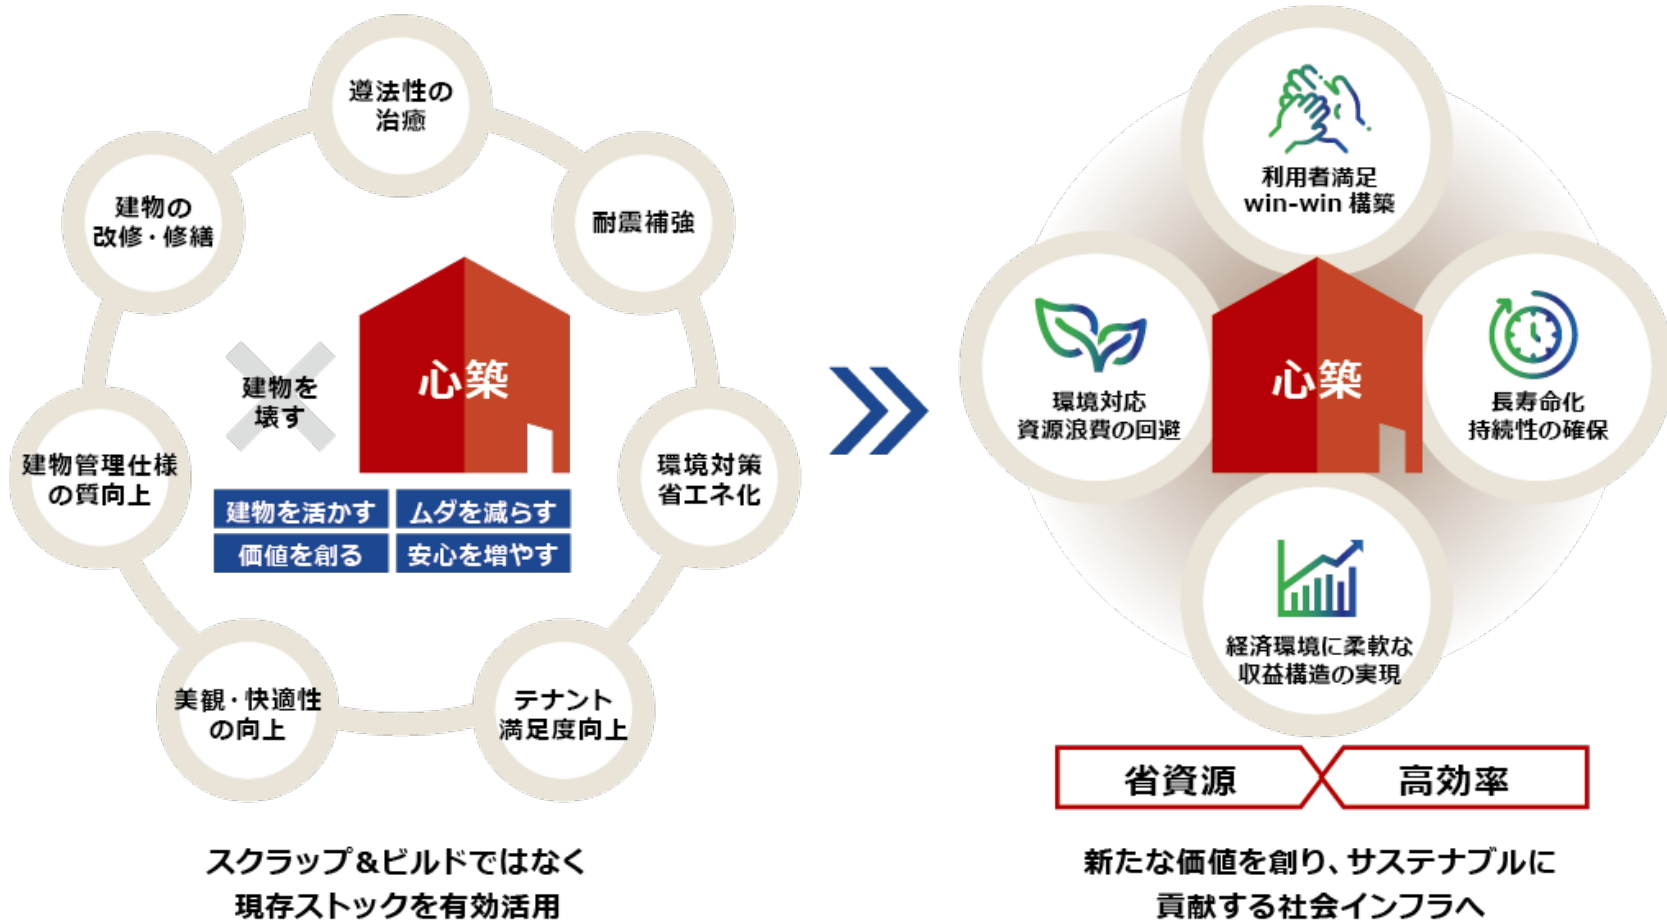 遵法性の
治癒
建物の
改修・修繕
耐震補強
建物を
壊す
心築
建物管理仕様
の質向上
環境対策
省エネ化
建物を活かす
ムダを減らす
価値を創る
安心を増やす
美観・快適性
の向上
テナント
満足度向上
スクラップ&ビルドではなく
現存ストックを有効活用
利用者満足
win-win 構築
環境対応
資源浪費の回避
心築
長寿命化
持続性の確保
経済環境に柔軟な
収益構造の実現
省資源
高効率
新たな価値を創り、サステナブルに
貢献する社会インフラへ